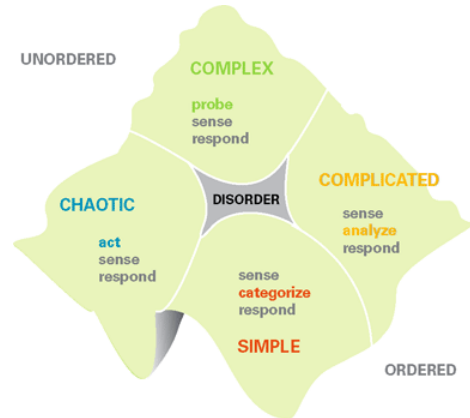 UNORDERED
COMPLEX
probe
sense
respond
COMPLICATED
sense
analyze
respond
DISORDER
CHAOTIC
act
sense
respond
sense
categorize
respond
SIMPLE
ORDERED